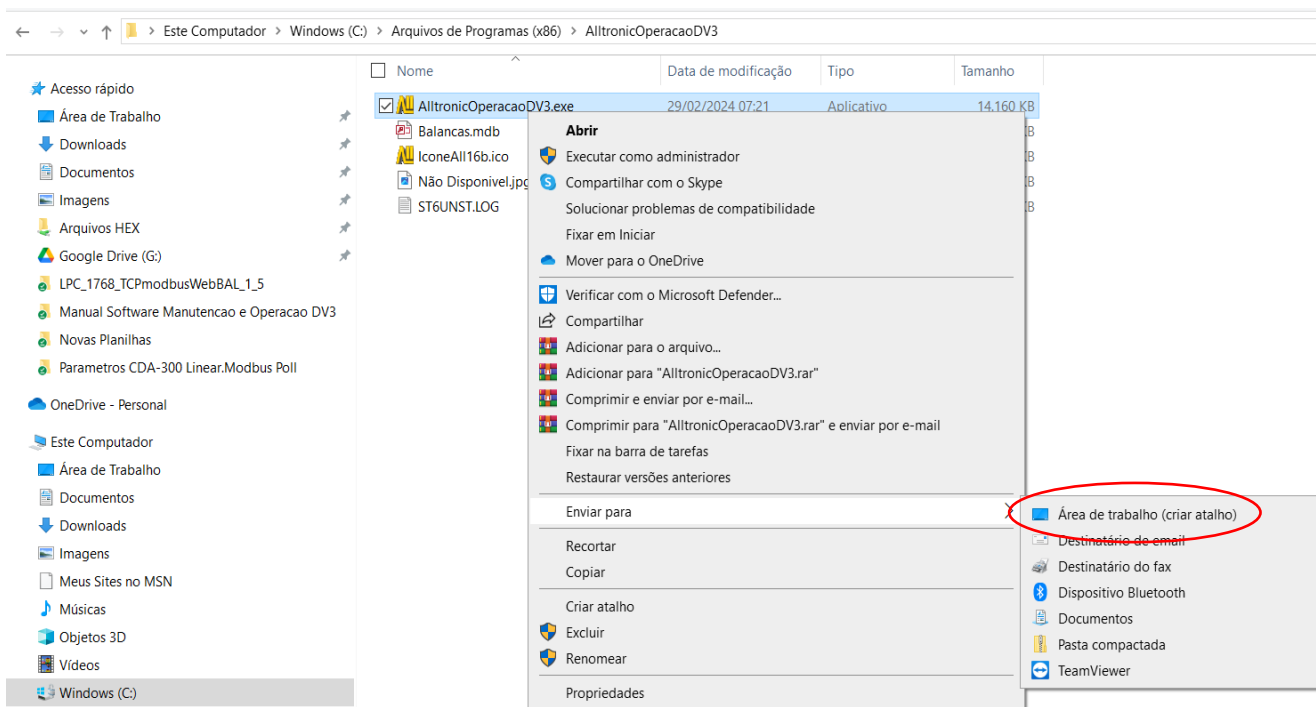 Este Computador > Windows (C:) > Arquivos de Programas (x86) > AlltronicOperacaoDV3
Acesso rápido
Área de Trabalho
Downloads
Documentos
Imagens
Arquivos HEX
Google Drive (G:)
LPC_1768_TCPmodbusWebBAL_1_5
Manual Software Manutencao e Operacao DV3
Novas Planilhas
Parametros CDA-300 Linear.Modbus Poll
OneDrive - Personal
Este Computador
Área de Trabalho
Documentos
Downloads
Imagens
Meus Sites no MSN
Músicas
Objetos 3D
Vídeos
Windows (C:)
Nome Data de modificação Tipo Tamanho
AlltronicOperacaoDV3.exe 29/02/2024 07:21 Aplicativo 14.160 KB
Balancas.mdb
IconeAll16b.ico
Não Disponivel.jpg
ST6UNST.LOG
Abrir
Executar como administrador
Compartilhar com o Skype
Solucionar problemas de compatibilidade
Fixar em Iniciar
Mover para o OneDrive
Verificar com o Microsoft Defender...
Compartilhar
Adicionar para o arquivo...
Adicionar para "AlltronicOperacaoDV3.rar"
Comprimir e enviar por e-mail...
Comprimir para "AlltronicOperacaoDV3.rar" e enviar por e-mail
Fixar na barra de tarefas
Restaurar versões anteriores
Enviar para
Recortar
Copiar
Criar atalho
Excluir
Renomear
Propriedades
Área de trabalho (criar atalho)
Destinatário de email
Destinatário do fax
Dispositivo Bluetooth
Documentos
Pasta compactada
TeamViewer